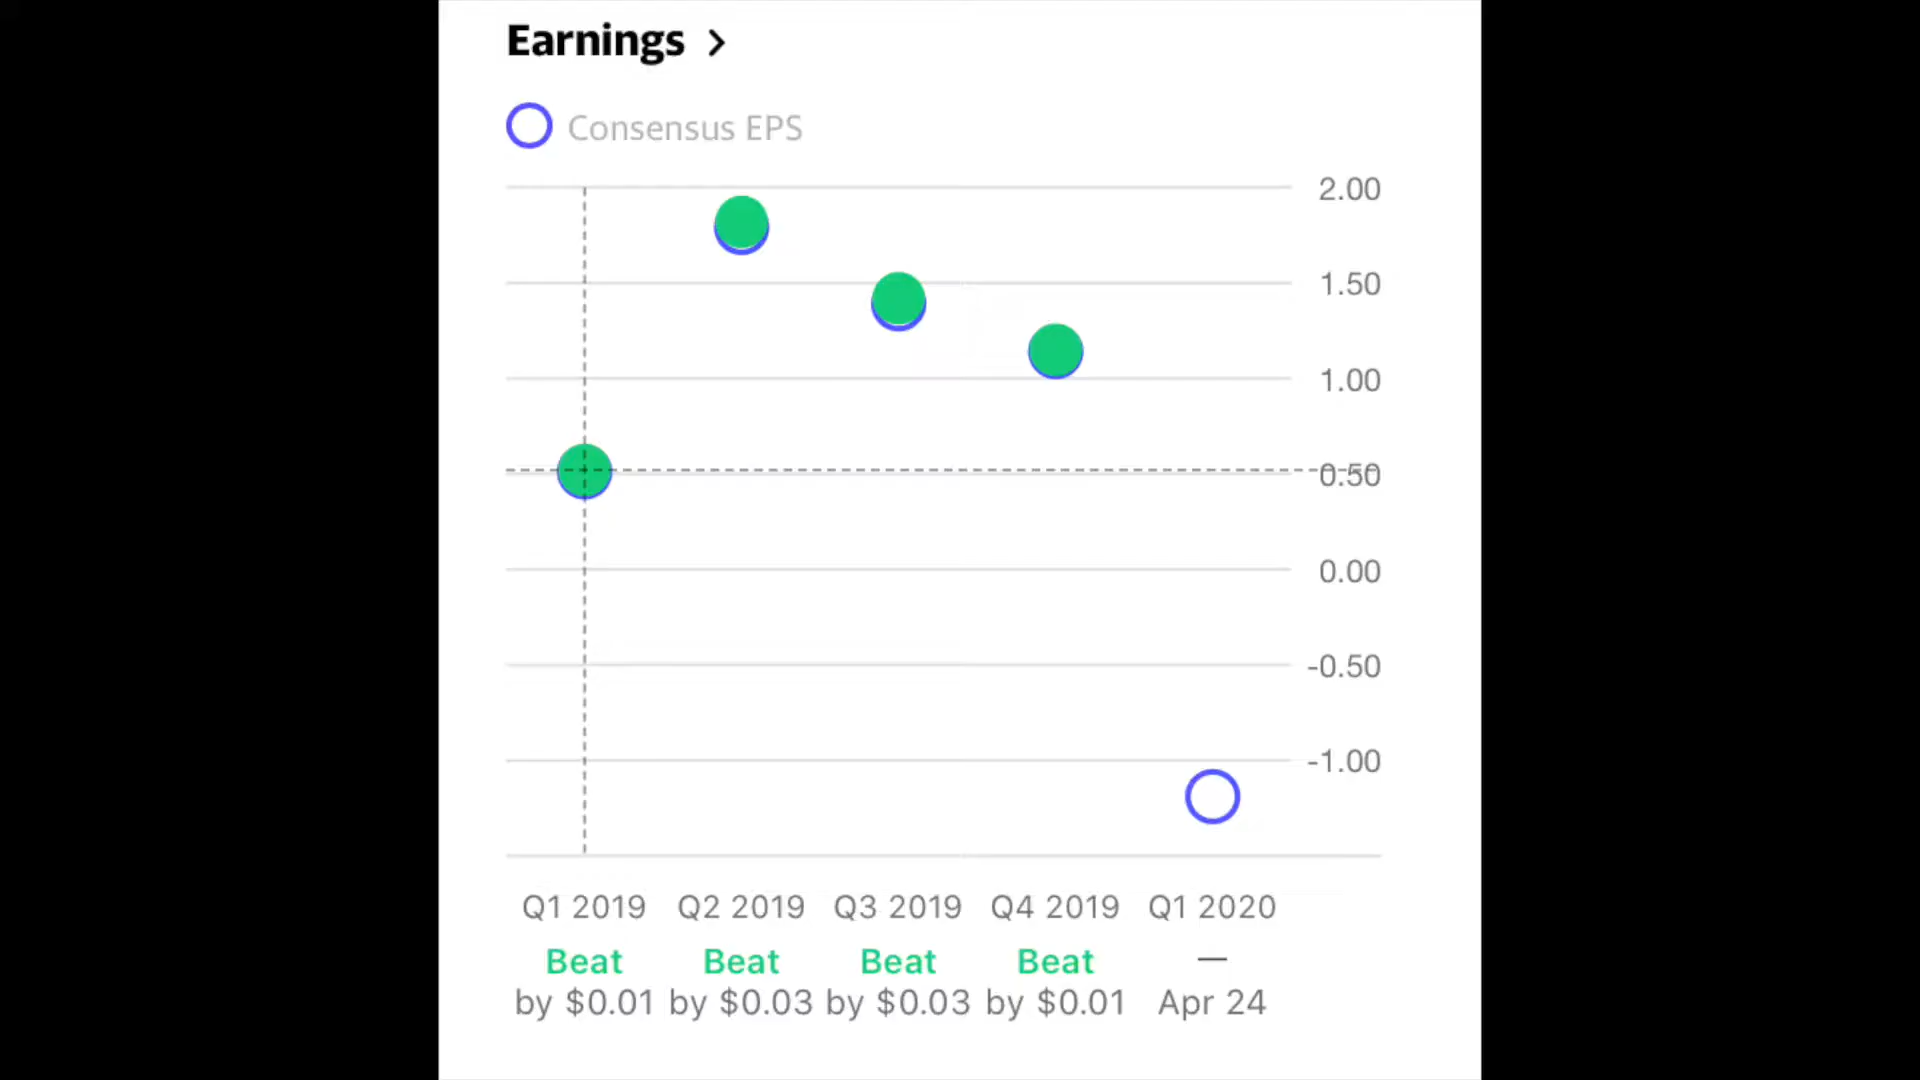 Earnings >
Consensus EPS
2.00
1.50
1.00
0.50
0.00
-0.50
-1.00
Q1 2019 Q2 2019 Q3 2019 Q4 2019 Q1 2020
Beat Beat Beat Beat —
by $0.01 by $0.03 by $0.03 by $0.01 Apr 24